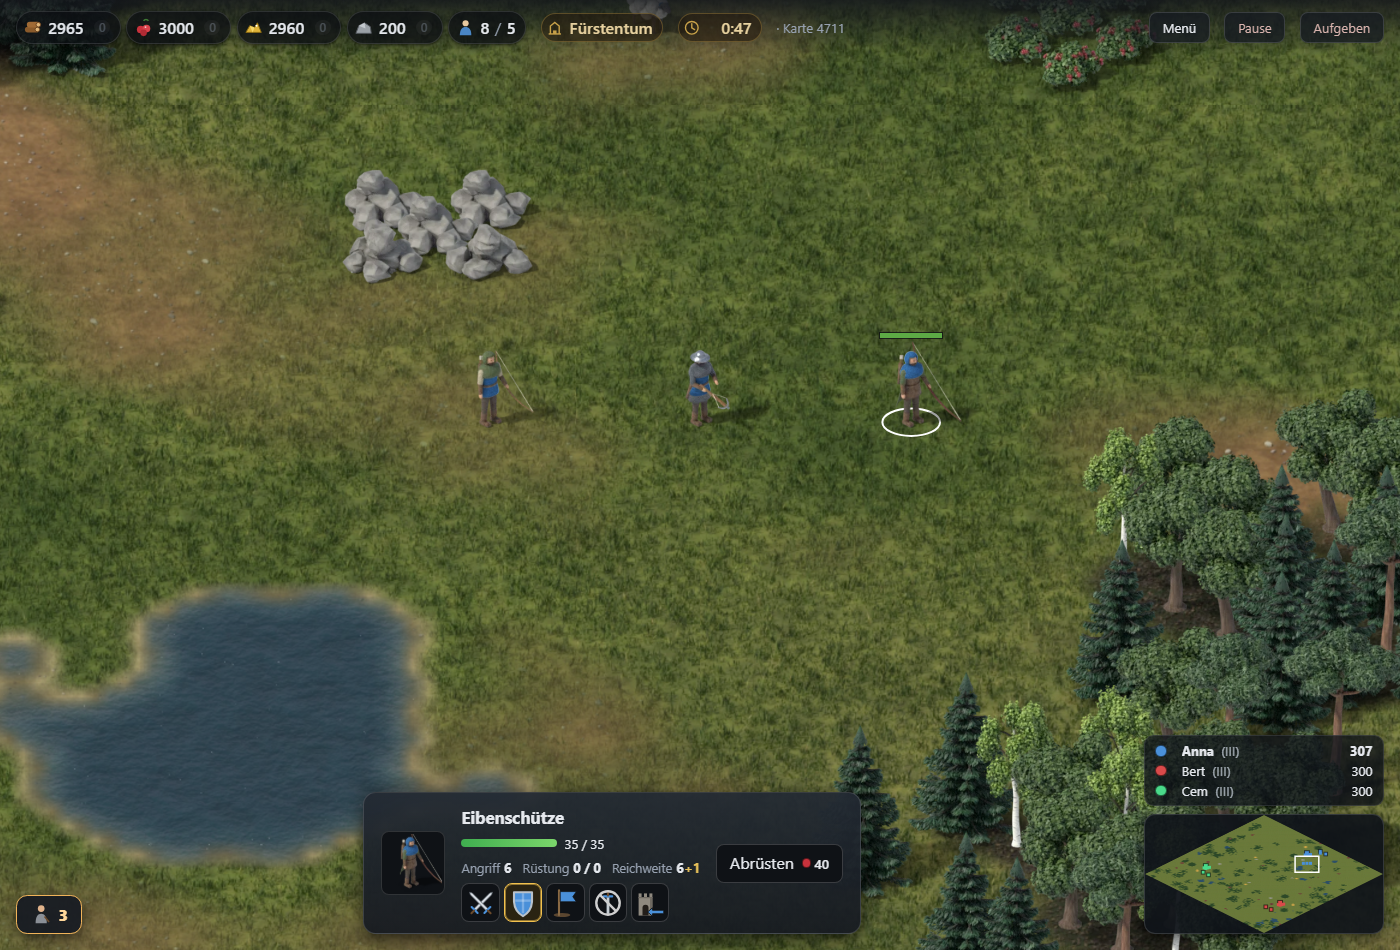 2965 0 3000 0 2960 0 200 0 8 / 5 Fürstentum 0:47 · Karte 4711 Menü Pause Aufgeben
Anna (III) 307
Bert (III) 300
Cem (III) 300
Eibenschütze
35 / 35
Angriff 6 Rüstung 0 / 0 Reichweite 6+1
Abrüsten 40
3